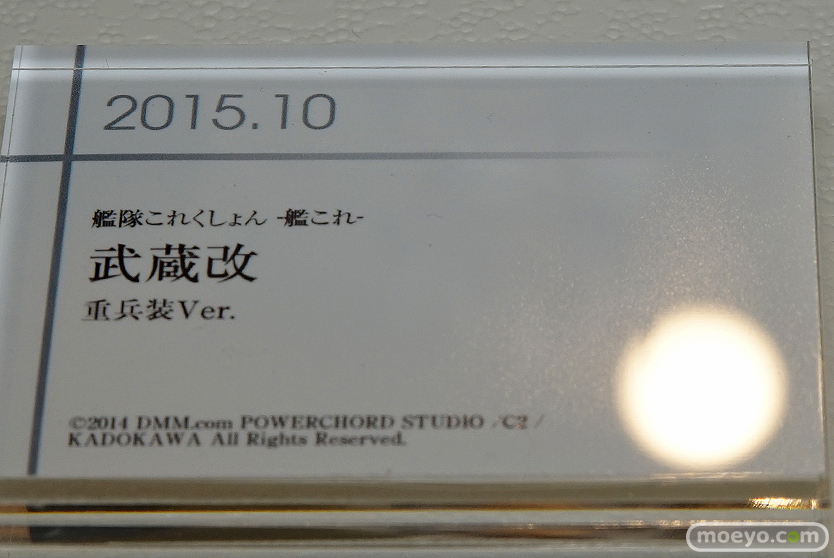 2015.10
艦隊これくしょん -艦これ-
武蔵改
重兵装Ver.
©2014 DMM.com POWERCHORD STUDIO / C2 /
KADOKAWA All Rights Reserved.
moeyo.com